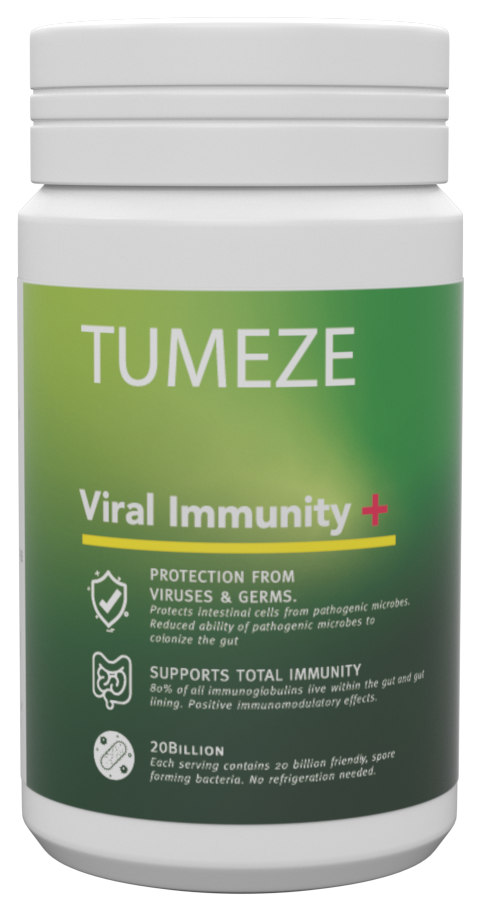 TUMEZE
Viral Immunity +
PROTECTION FROM
VIRUSES & GERMS.
Protects intestinal cells from pathogenic microbes.
Reduced ability of pathogenic microbes to
colonize the gut
SUPPORTS TOTAL IMMUNITY
80% of all immunoglobulins live within the gut and gut
lining. Positive immunomodulatory effects.
20BILLION
Each serving contains 20 billion friendly, spore
forming bacteria. No refrigeration needed.